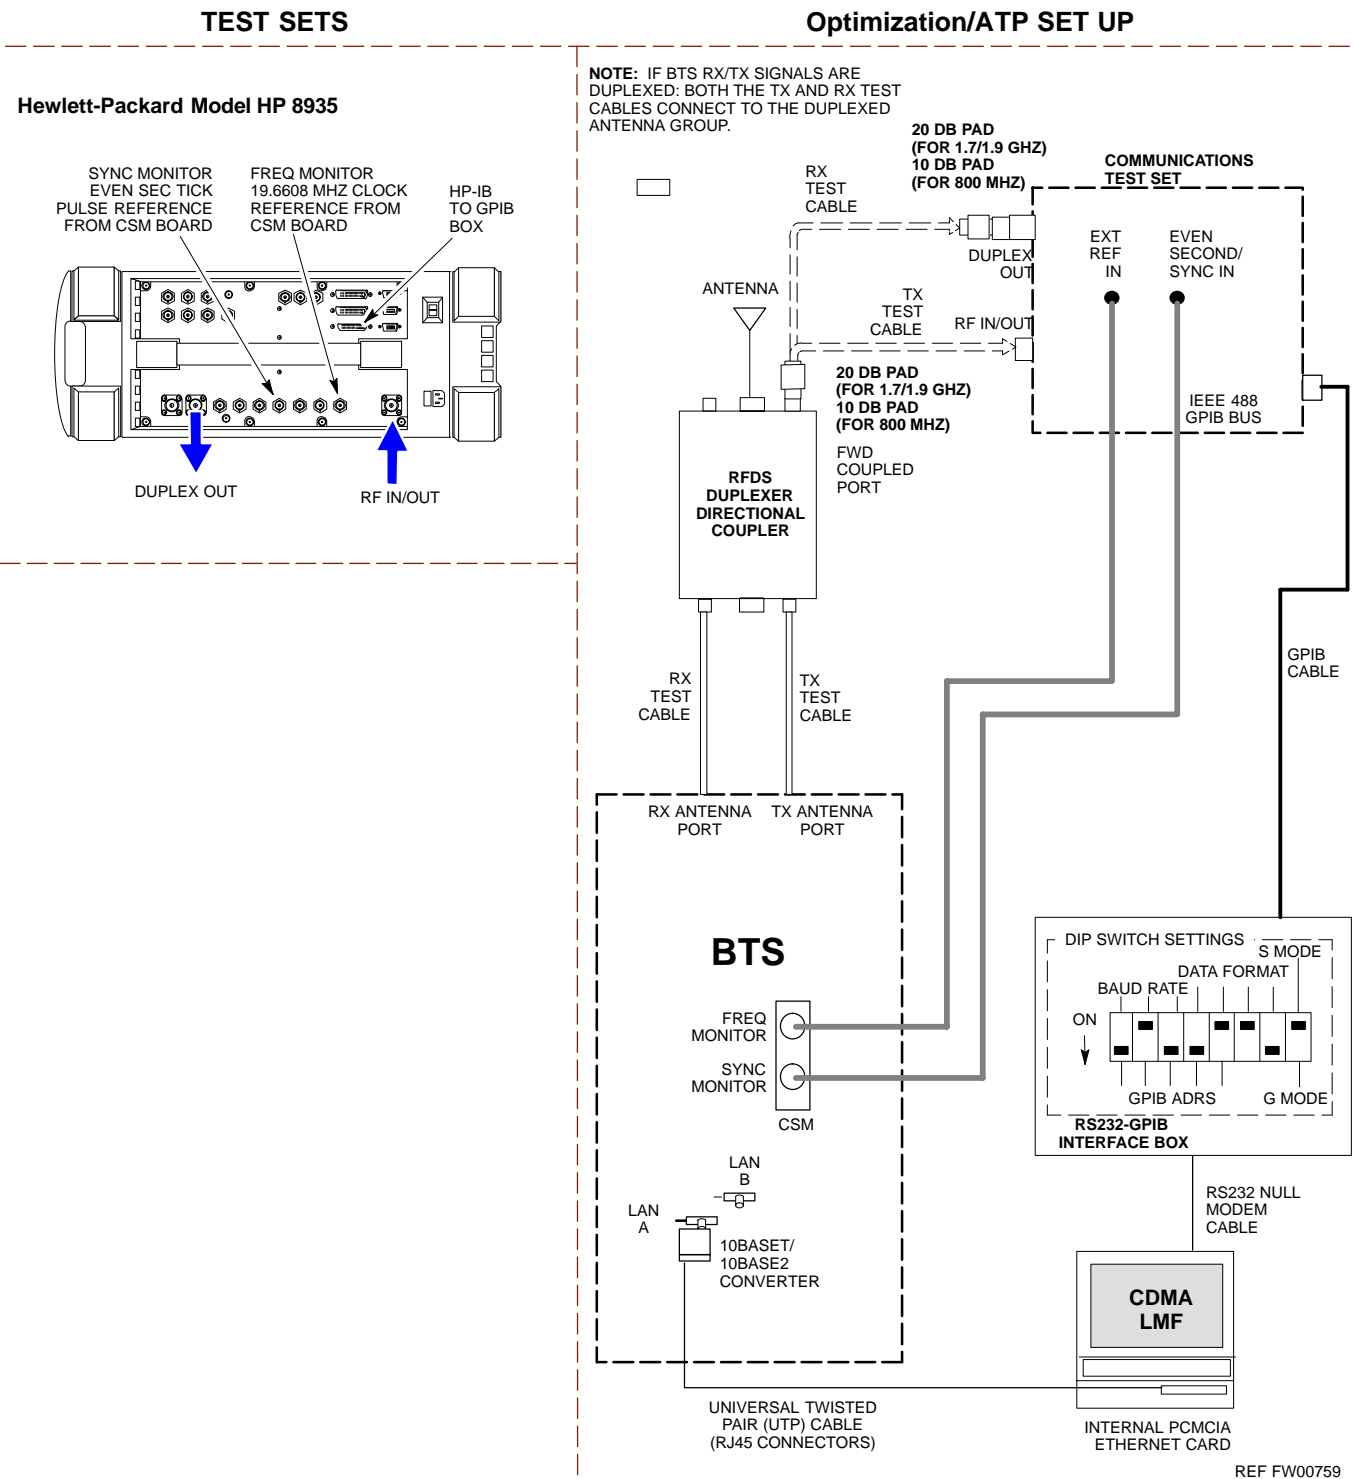 TEST SETS
Optimization/ATP SET UP
Hewlett-Packard Model HP 8935
SYNC MONITOR
EVEN SEC TICK
PULSE REFERENCE
FROM CSM BOARD
FREQ MONITOR
19.6608 MHZ CLOCK
REFERENCE FROM
CSM BOARD
HP-IB
TO GPIB
BOX
DUPLEX OUT
RF IN/OUT
NOTE: IF BTS RX/TX SIGNALS ARE
DUPLEXED: BOTH THE TX AND RX TEST
CABLES CONNECT TO THE DUPLEXED
ANTENNA GROUP.
RX
TEST
CABLE
20 DB PAD
(FOR 1.7/1.9 GHZ)
10 DB PAD
(FOR 800 MHZ)
COMMUNICATIONS
TEST SET
DUPLEX
OUT
EXT
REF
IN
EVEN
SECOND/
SYNC IN
ANTENNA
TX
TEST
CABLE
RF IN/OUT
20 DB PAD
(FOR 1.7/1.9 GHZ)
10 DB PAD
(FOR 800 MHZ)
FWD
COUPLED
PORT
IEEE 488
GPIB BUS
RFDS
DUPLEXER
DIRECTIONAL
COUPLER
GPIB
CABLE
RX
TEST
CABLE
TX
TEST
CABLE
RX ANTENNA
PORT
TX ANTENNA
PORT
BTS
FREQ
MONITOR
SYNC
MONITOR
CSM
LAN
B
LAN
A
10BASET/
10BASE2
CONVERTER
DIP SWITCH SETTINGS
S MODE
DATA FORMAT
BAUD RATE
ON
GPIB ADRS
G MODE
RS232-GPIB
INTERFACE BOX
RS232 NULL
MODEM
CABLE
CDMA
LMF
UNIVERSAL TWISTED
PAIR (UTP) CABLE
(RJ45 CONNECTORS)
INTERNAL PCMCIA
ETHERNET CARD
REF FW00759